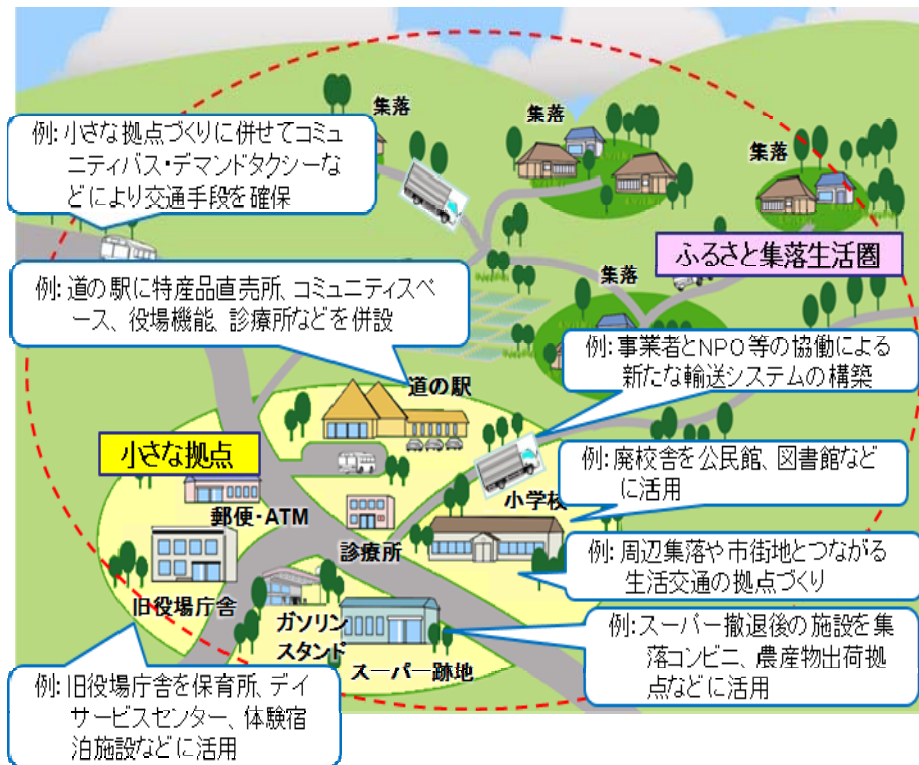 集落
集落
集落
例：小さな拠点づくりに併せてコミュ
ニティバス・デマンドタクシーな
どにより交通手段を確保
ふるさと集落生活圏
例：道の駅に特産品直売所、コミュニティスペ
ース、役場機能、診療所などを併設
集落
例：事業者とNPO等の協働による
新たな輸送システムの構築
道の駅
小さな拠点
例：廃校舎を公民館、図書館など
に活用
小学校
郵便・ATM
診療所
例：周辺集落や市街地とつながる
生活交通の拠点づくり
旧役場庁舎
ガソリン
スタンド
スーパー跡地
例：スーパー撤退後の施設を集
落コンビニ、農産物出荷拠
点などに活用
例：旧役場庁舎を保育所、デイ
サービスセンター、体験宿
泊施設などに活用